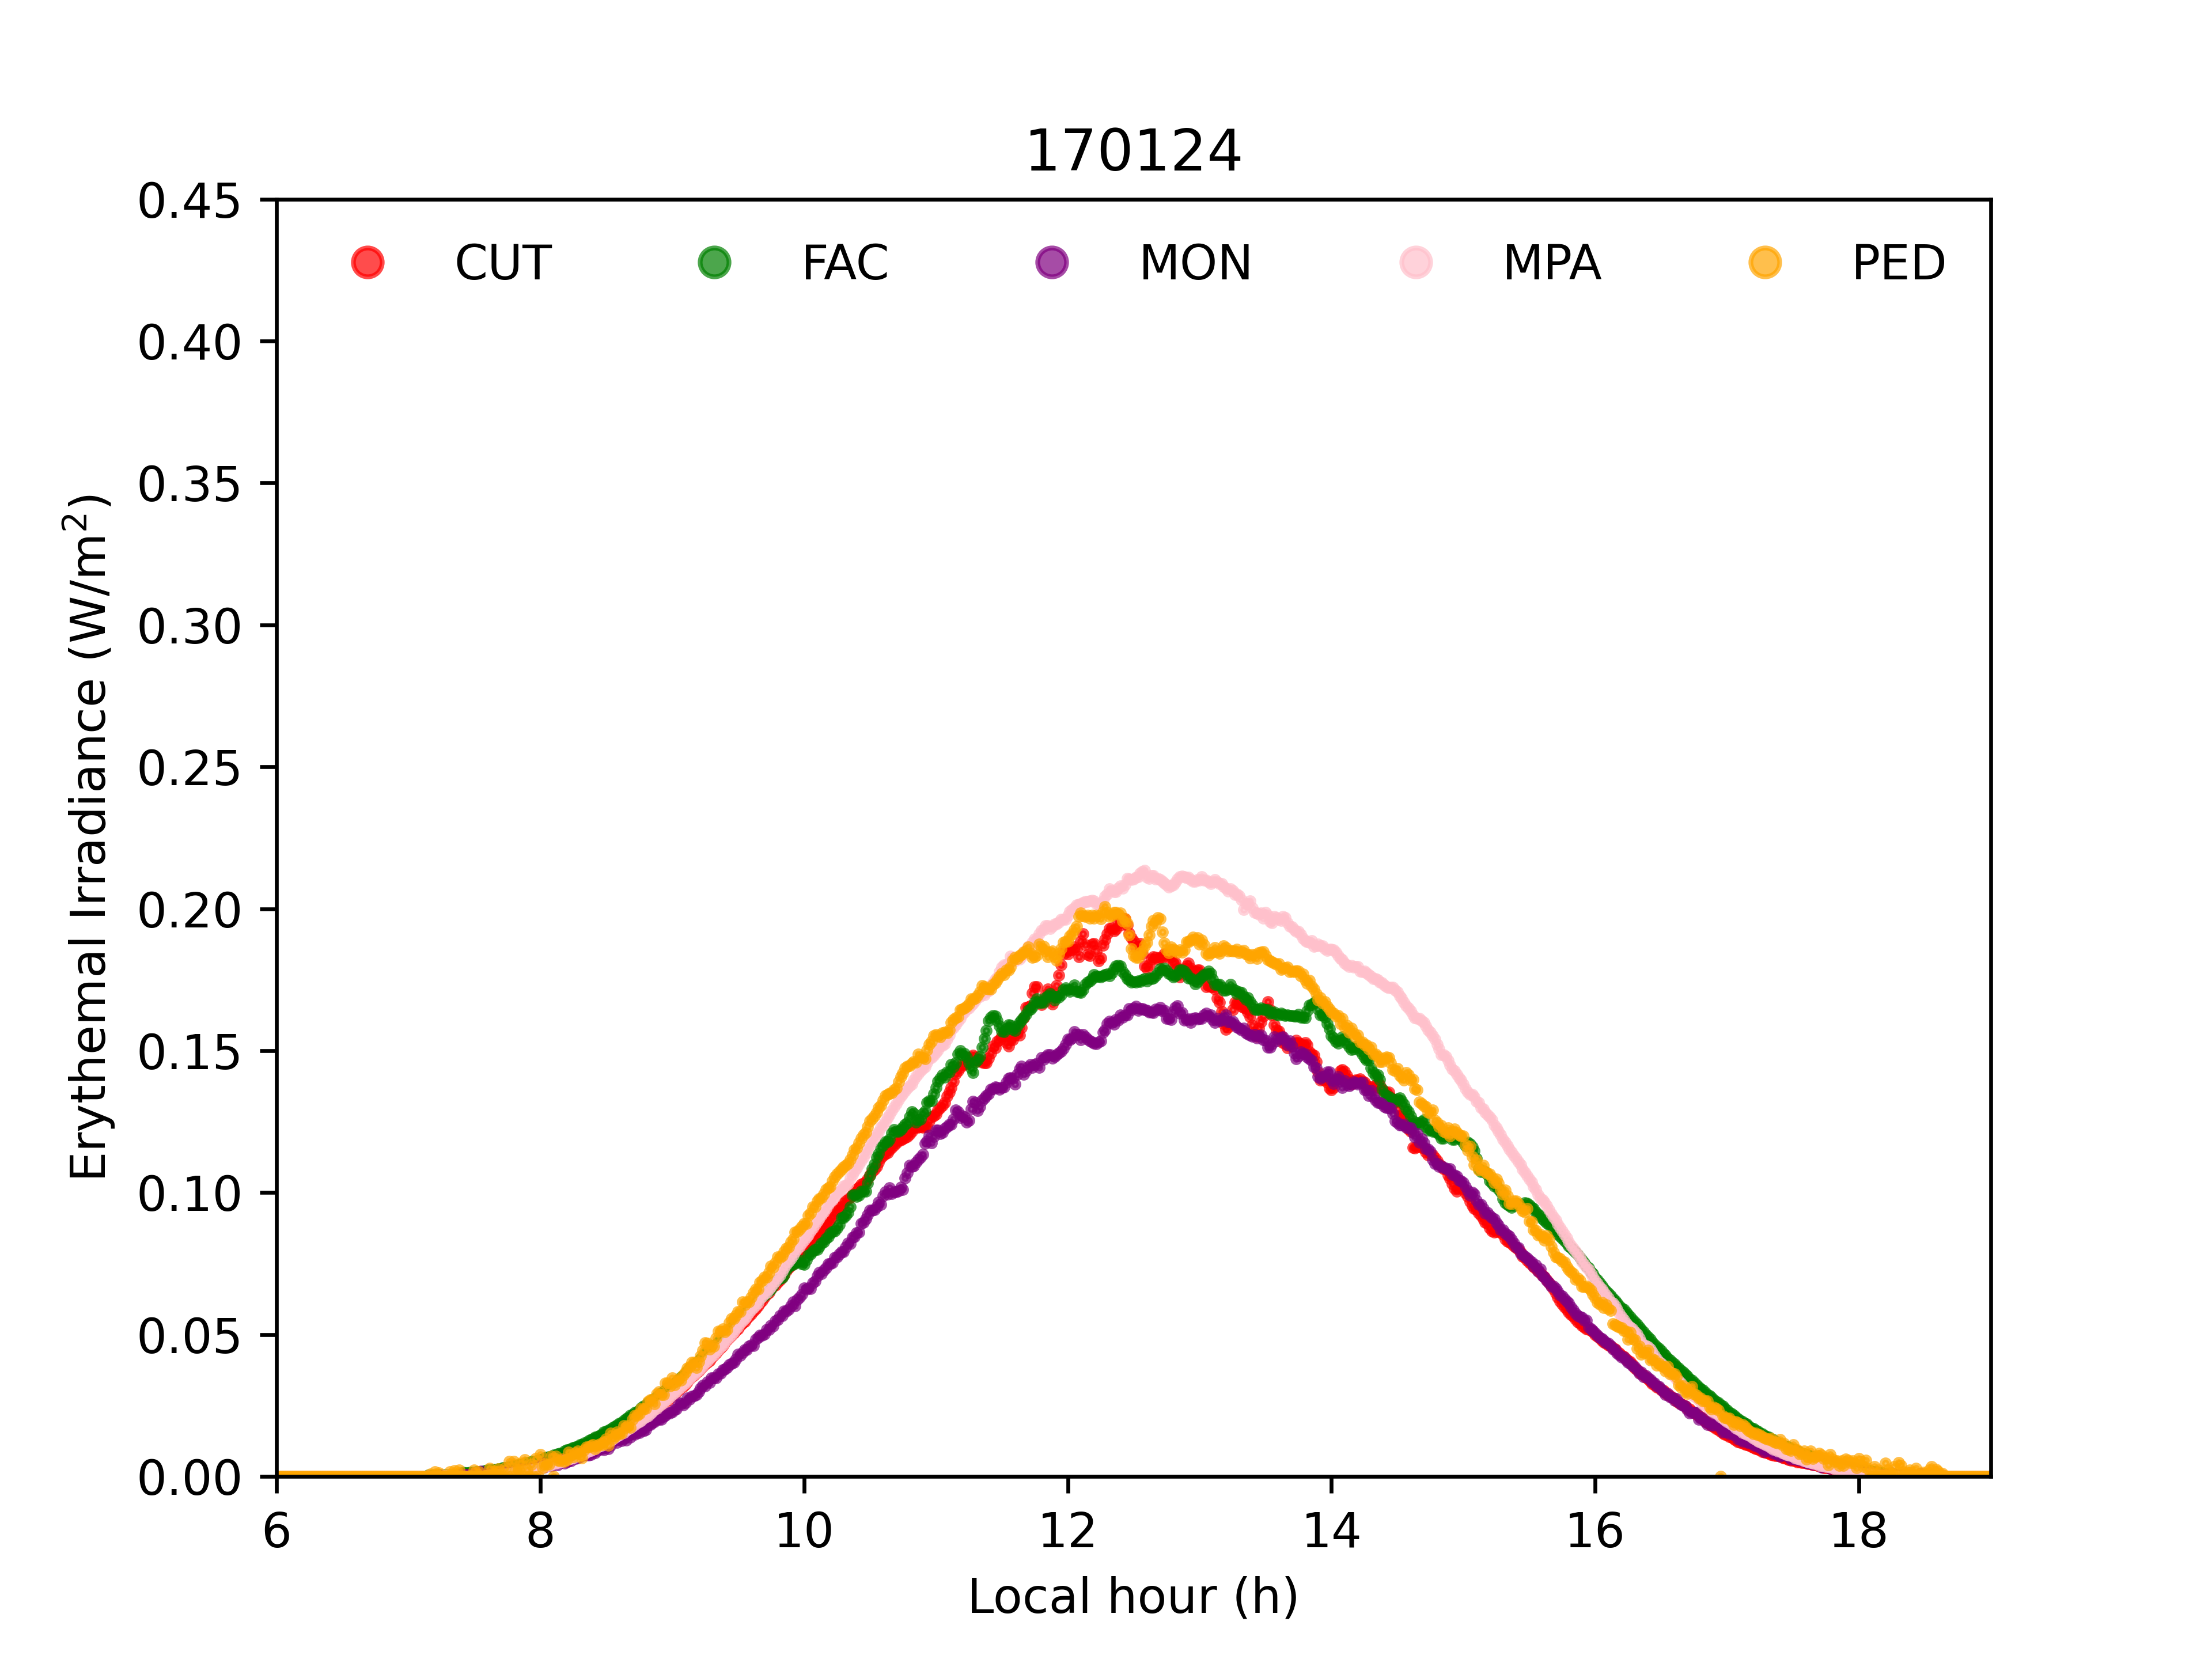 170124
0.45
CUT FAC MON MPA PED
0.40
0.35
0.30
0.25
0.20
0.15
0.10
0.05
0.00
Erythemal Irradiance (W/m²)
6 8 10 12 14 16 18
Local hour (h)